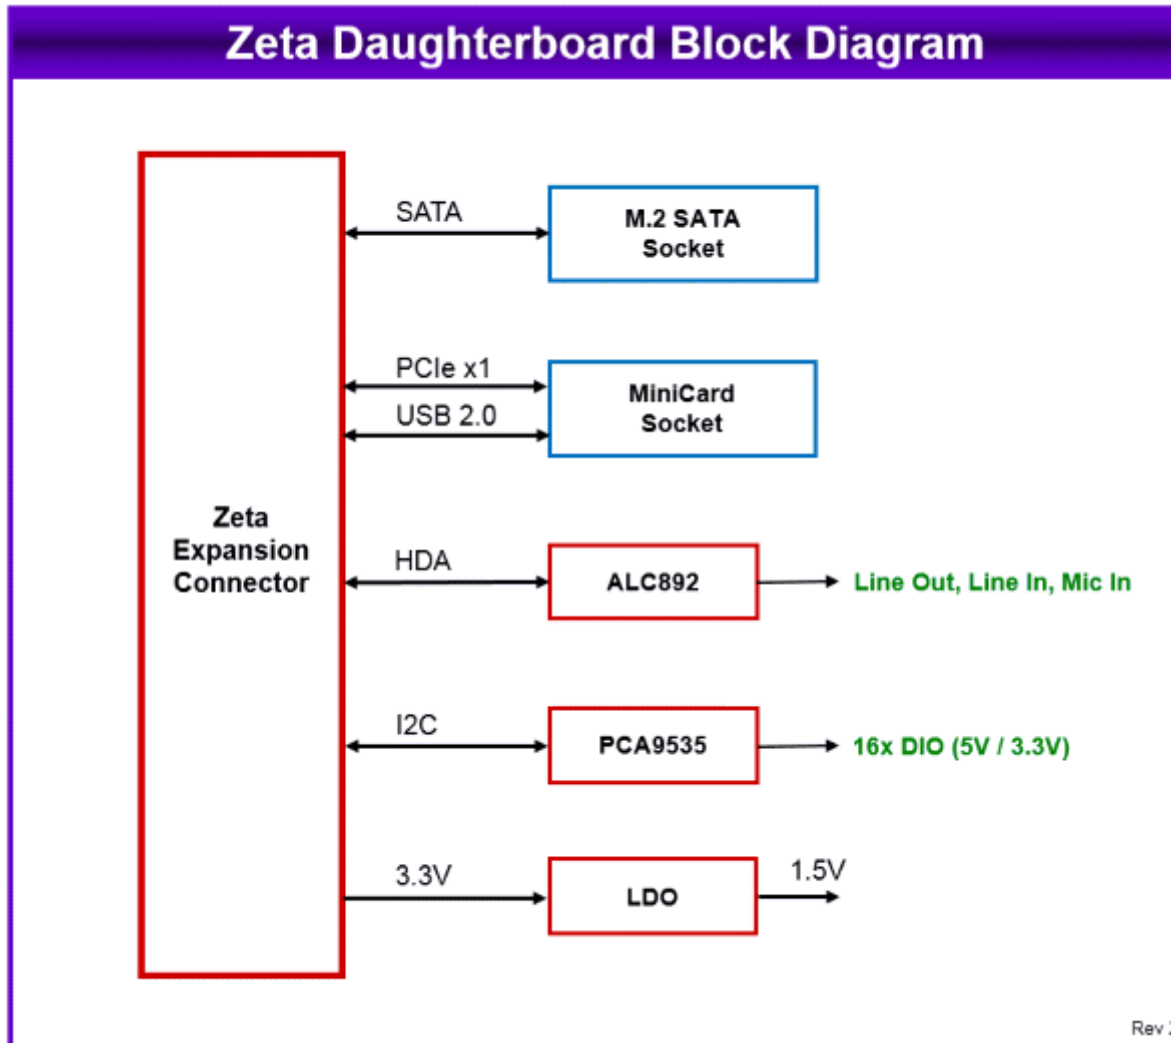 Zeta Daughterboard Block Diagram
SATA
M.2 SATA
Socket
PCIe x1
USB 2.0
MiniCard
Socket
Zeta
Expansion
Connector
HDA
ALC892
Line Out, Line In, Mic In
I2C
PCA9535
16x DIO (5V / 3.3V)
3.3V
LDO
1.5V
Rev